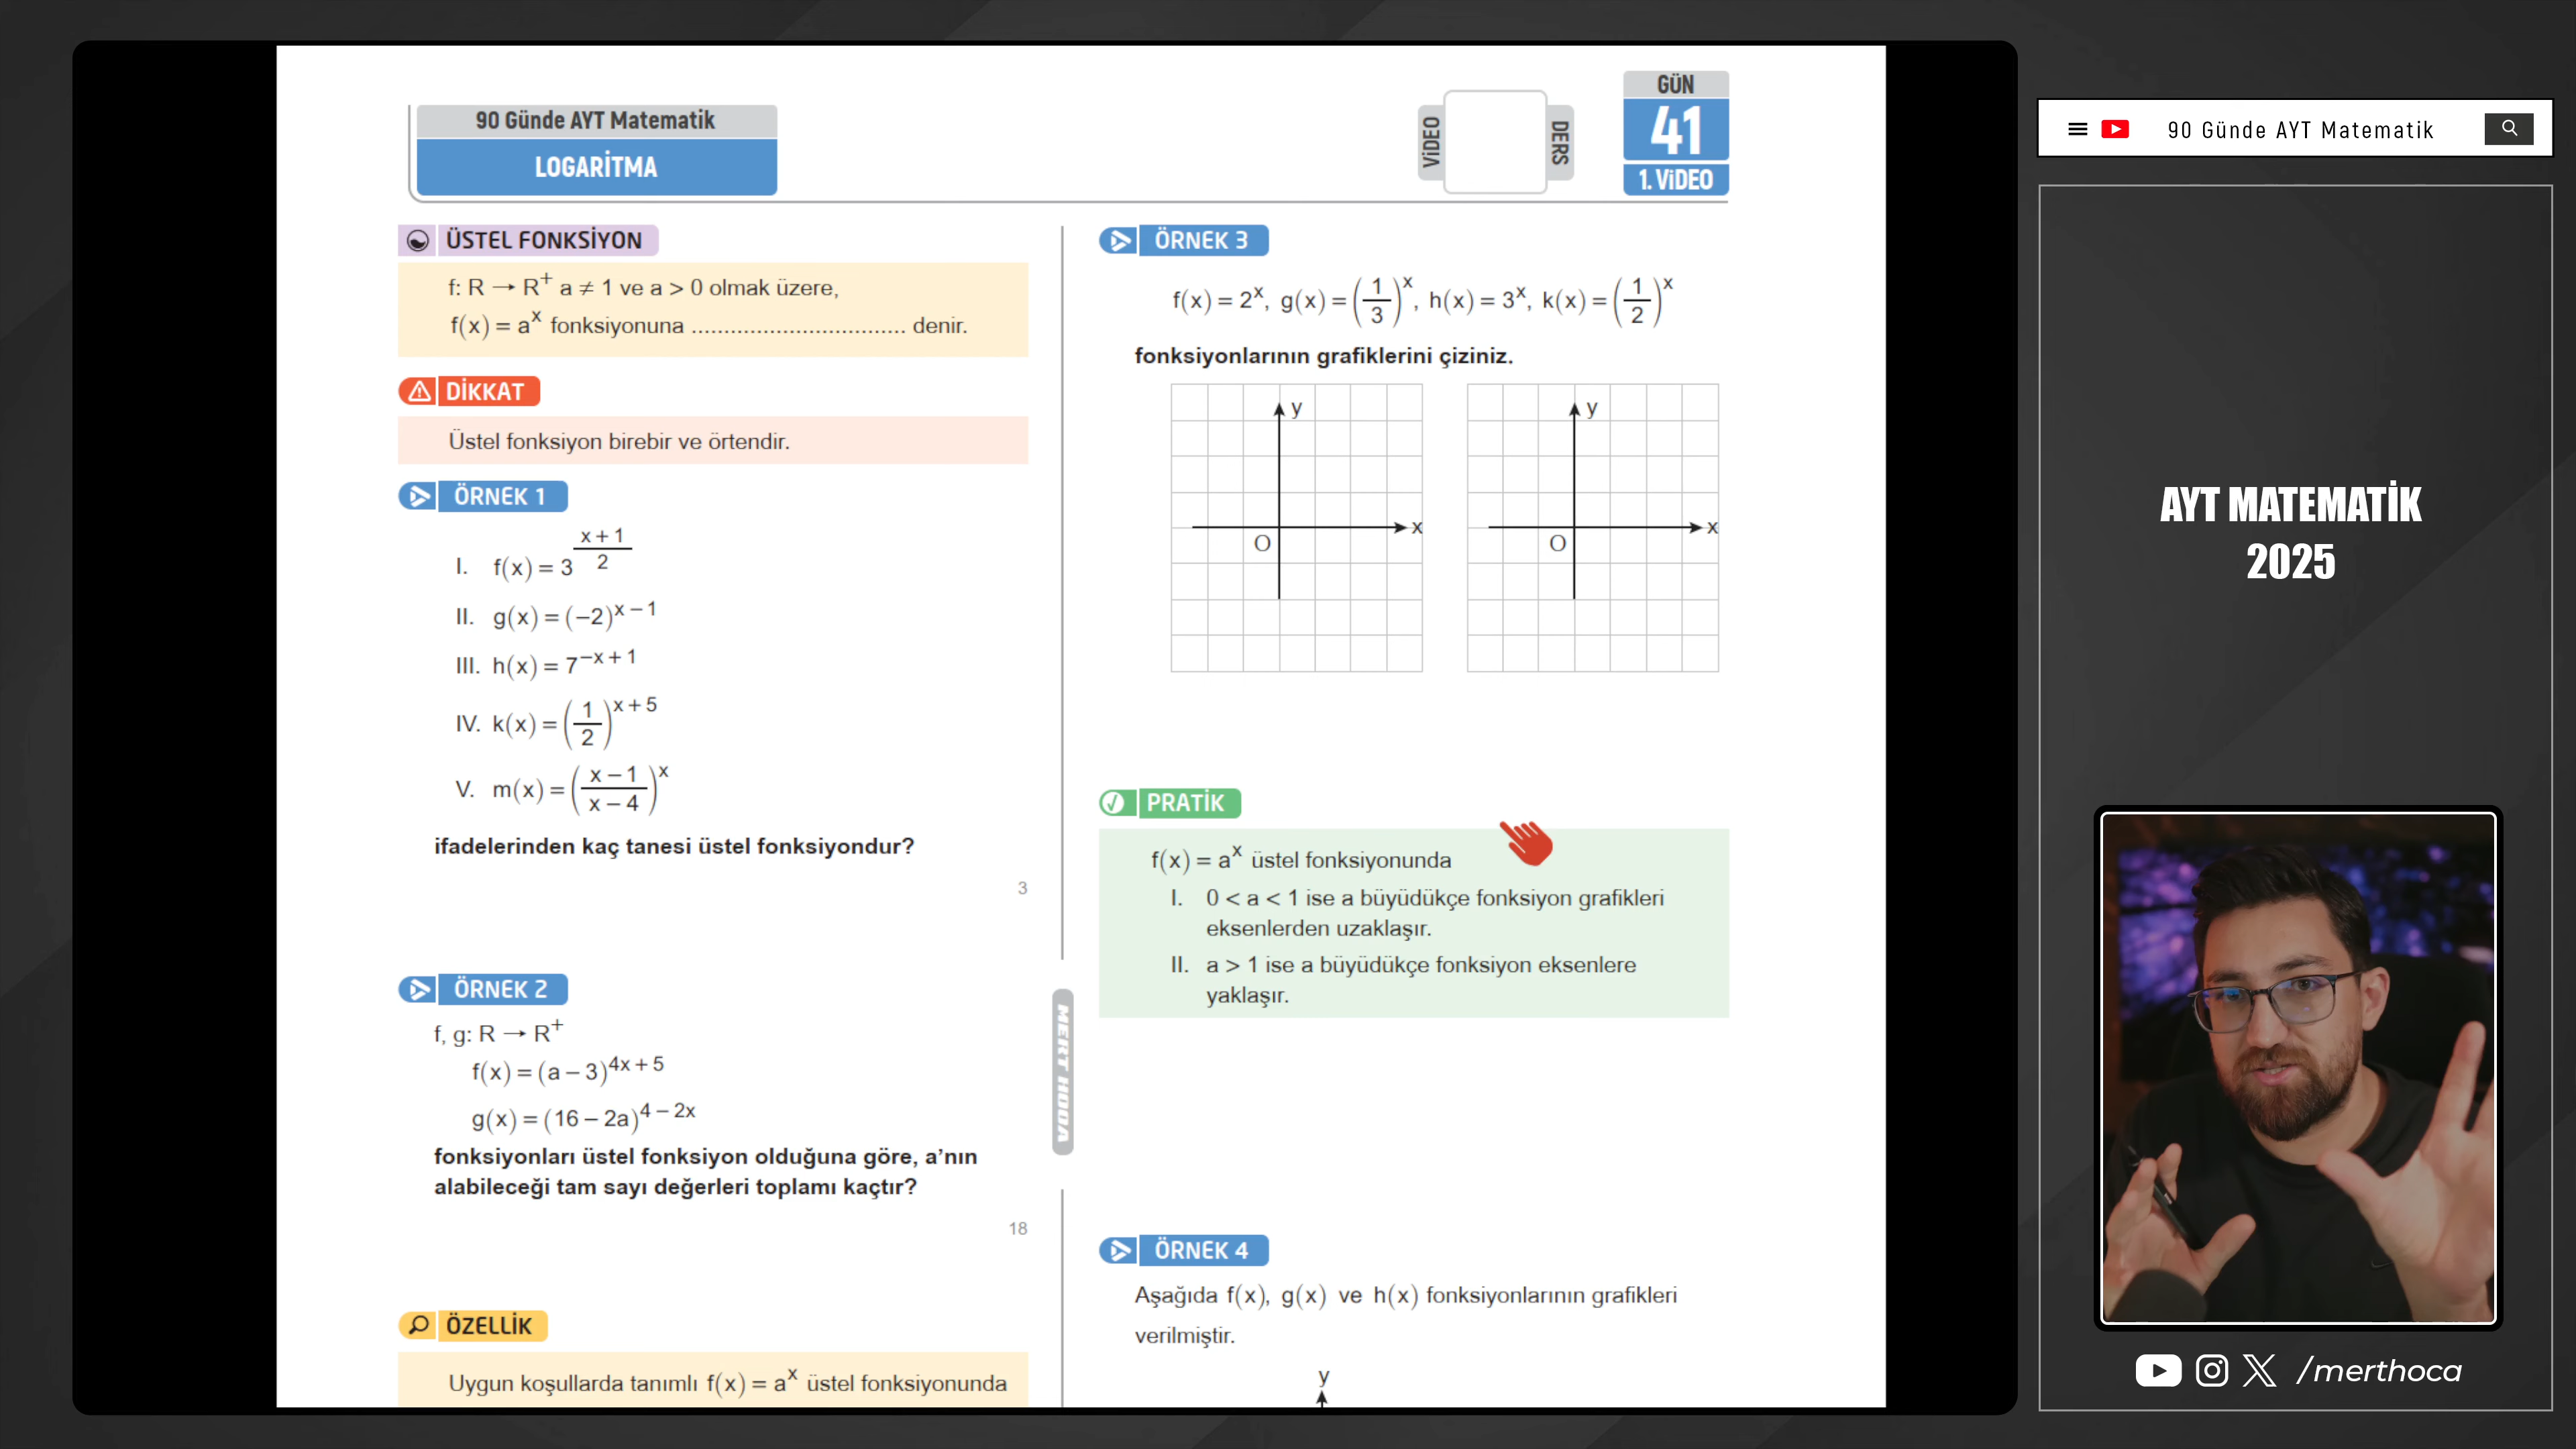 90 Günde AYT Matematik
LOGARİTMA
VİDEO
DERS
GÜN
41
1. VİDEO
ÜSTEL FONKSİYON
f: R → R⁺ a ≠ 1 ve a > 0 olmak üzere,
f(x) = aˣ fonksiyonuna ................................. denir.
DİKKAT
Üstel fonksiyon birebir ve örtendir.
ÖRNEK 1
I. f(x) = 3^((x + 1)/2)
II. g(x) = (−2)^(x − 1)
III. h(x) = 7^(−x + 1)
IV. k(x) = (1/2)^(x + 5)
V. m(x) = ((x − 1)/(x − 4))^x
ifadelerinden kaç tanesi üstel fonksiyondur?
3
ÖRNEK 2
f, g: R → R⁺
f(x) = (a − 3)^(4x + 5)
g(x) = (16 − 2a)^(4 − 2x)
fonksiyonları üstel fonksiyon olduğuna göre, a’nın
alabileceği tam sayı değerleri toplamı kaçtır?
18
ÖZELLİK
Uygun koşullarda tanımlı f(x) = aˣ üstel fonksiyonunda
MERT HOCA
ÖRNEK 3
f(x) = 2ˣ, g(x) = (1/3)ˣ, h(x) = 3ˣ, k(x) = (1/2)ˣ
fonksiyonlarının grafiklerini çiziniz.
y
x
O
y
x
O
PRATİK
f(x) = aˣ üstel fonksiyonunda
I. 0 < a < 1 ise a büyüdükçe fonksiyon grafikleri
eksenlerden uzaklaşır.
II. a > 1 ise a büyüdükçe fonksiyon eksenlere
yaklaşır.
ÖRNEK 4
Aşağıda f(x), g(x) ve h(x) fonksiyonlarının grafikleri
verilmiştir.
y
90 Günde AYT Matematik
AYT MATEMATİK
2025
/merthoca